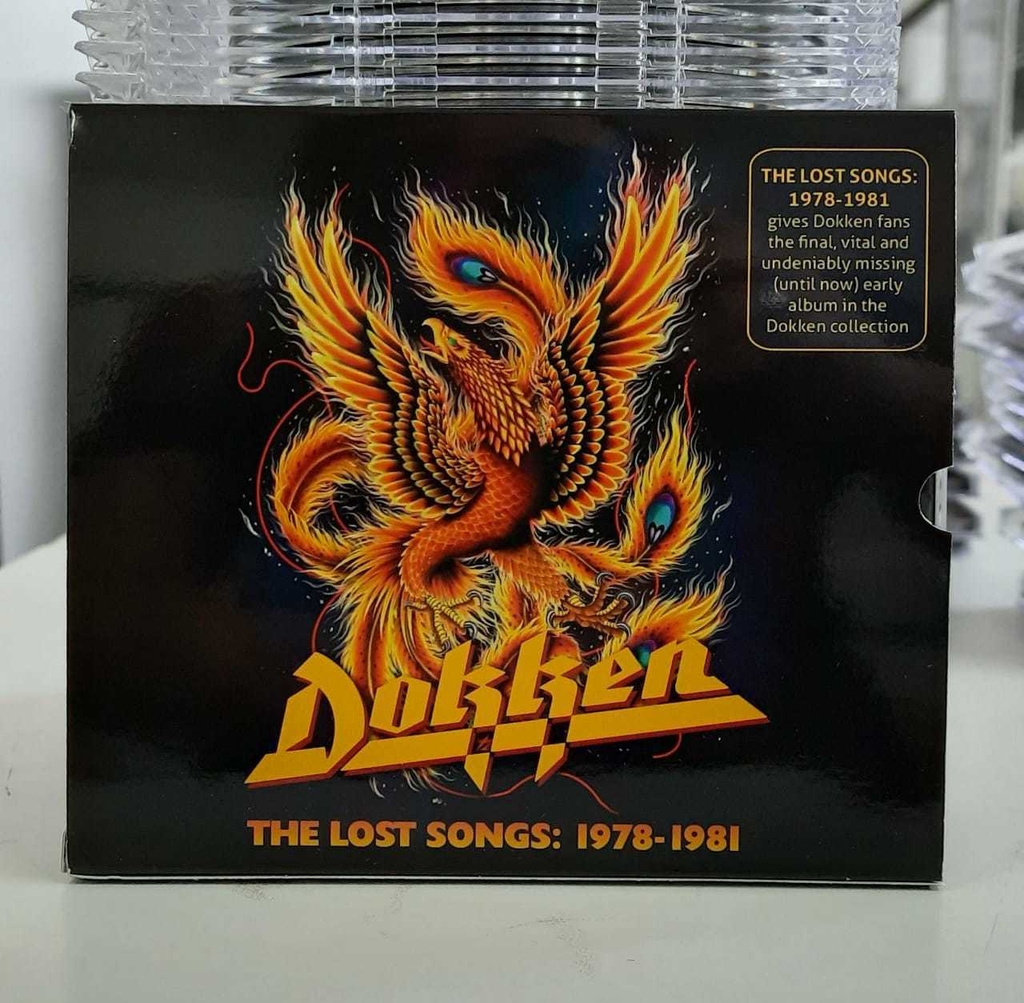 THE LOST SONGS:
1978-1981
gives Dokken fans
the final, vital and
undeniably missing
(until now) early
album in the
Dokken collection
Dokken
THE LOST SONGS: 1978-1981